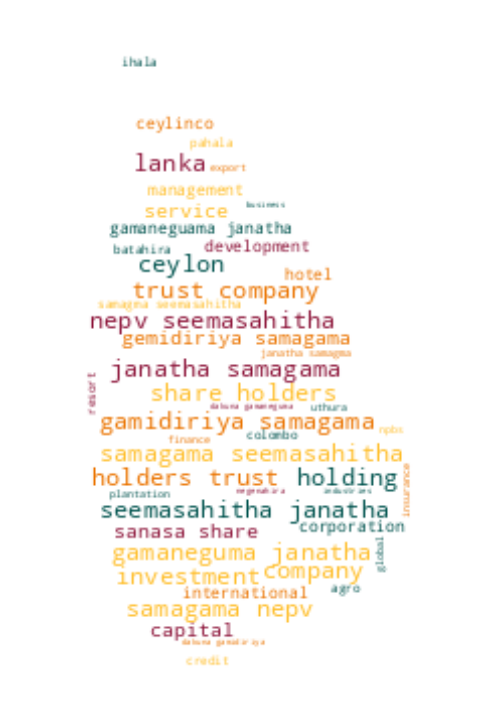 ihala
ceylinco
pahala
lanka export
management
service business
gamaneguama janatha
batahira development
ceylon
hotel
trust company
samagma seemasahitha
nepv seemasahitha
gemidiriya samagama
janatha samagma
janatha samagama
resort
share holders
dakuna gamaneguma uthura
gamidiriya samagama
npbs
finance colombo
samagama seemasahitha
holders trust holding
insurance
plantation negenahira industries
seemasahitha janatha
sanasa share corporation
gamaneguma janatha
global
investment company
international agro
samagama nepv
capital
dakuna gamidiriya
credit